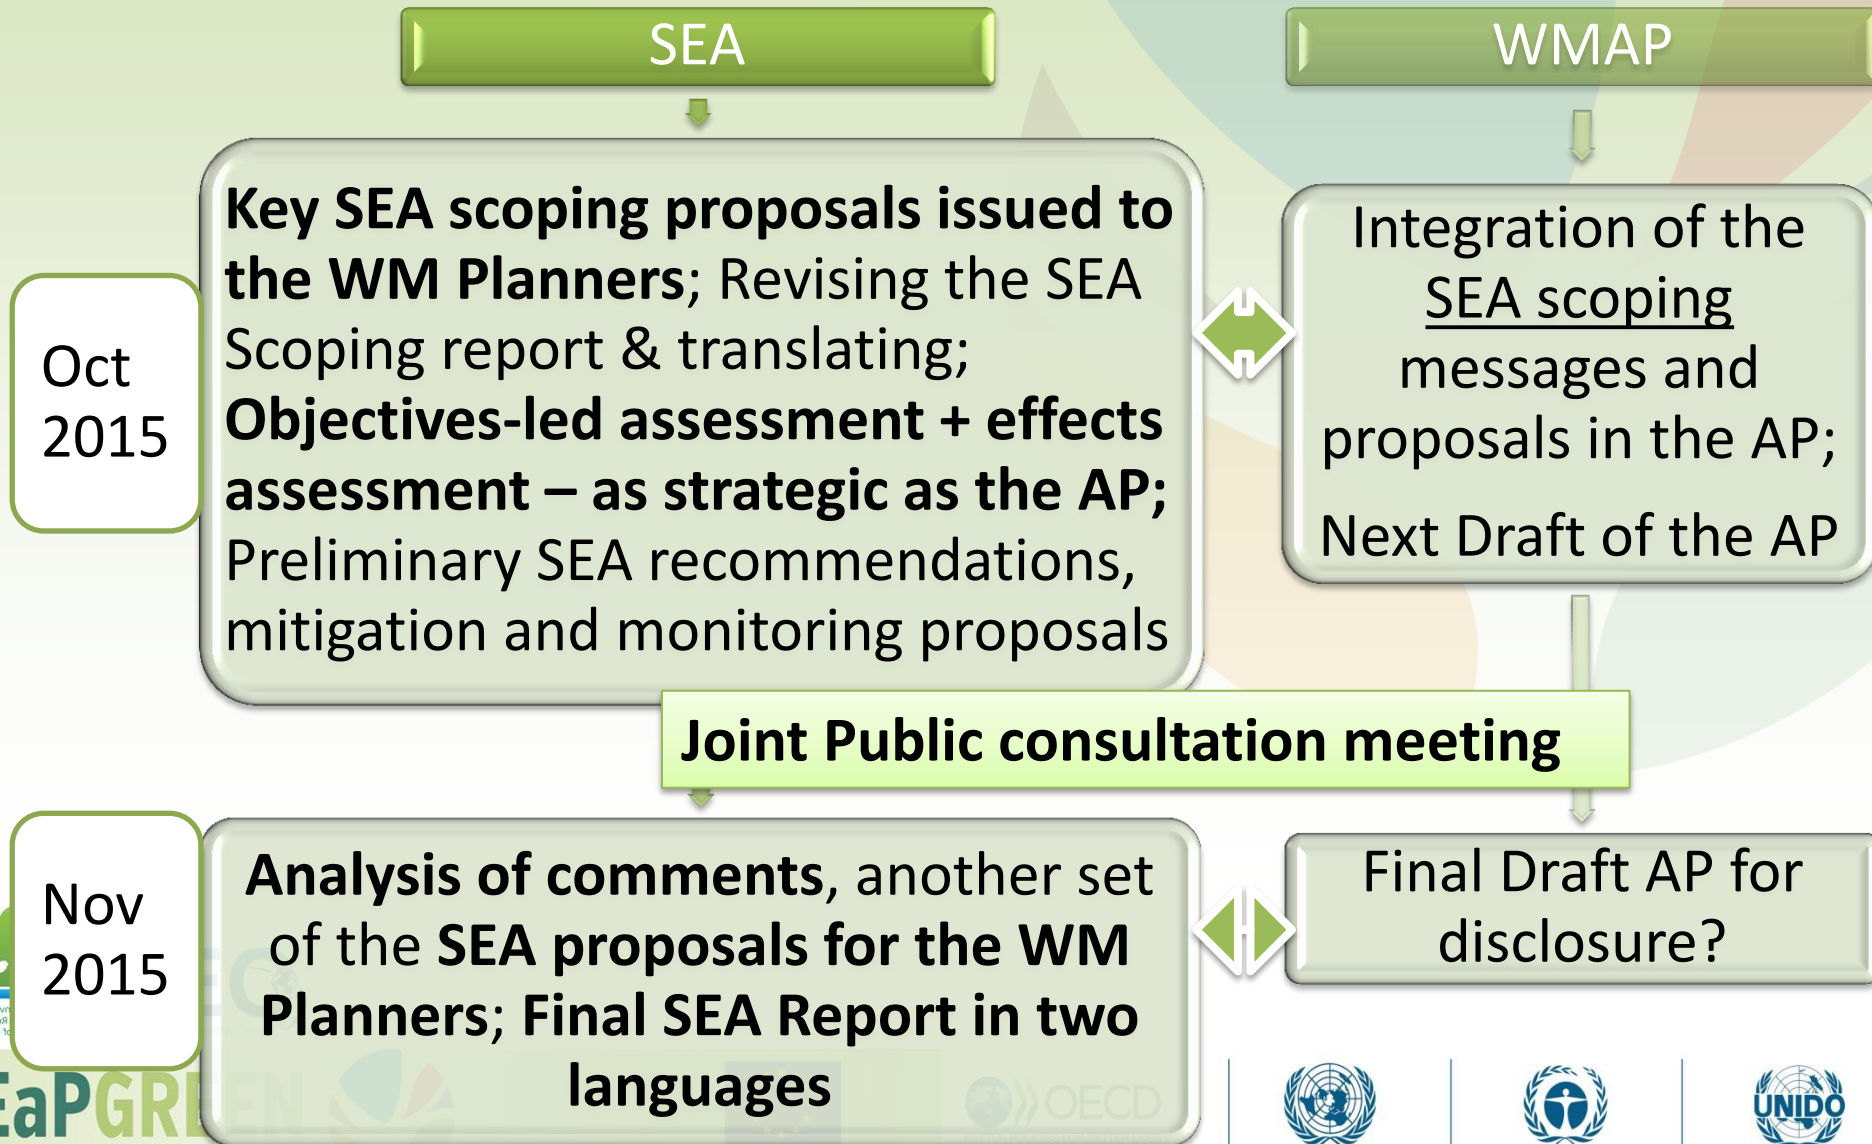 SEA
WMAP
Oct
2015
Key SEA scoping proposals issued to
the WM Planners; Revising the SEA
Scoping report & translating;
Objectives-led assessment + effects
assessment – as strategic as the AP;
Preliminary SEA recommendations,
mitigation and monitoring proposals
Integration of the
SEA scoping
messages and
proposals in the AP;
Next Draft of the AP
Joint Public consultation meeting
Nov
2015
Analysis of comments, another set
of the SEA proposals for the WM
Planners; Final SEA Report in two
languages
Final Draft AP for
disclosure?
EaPGREEN
OECD
UNIDO